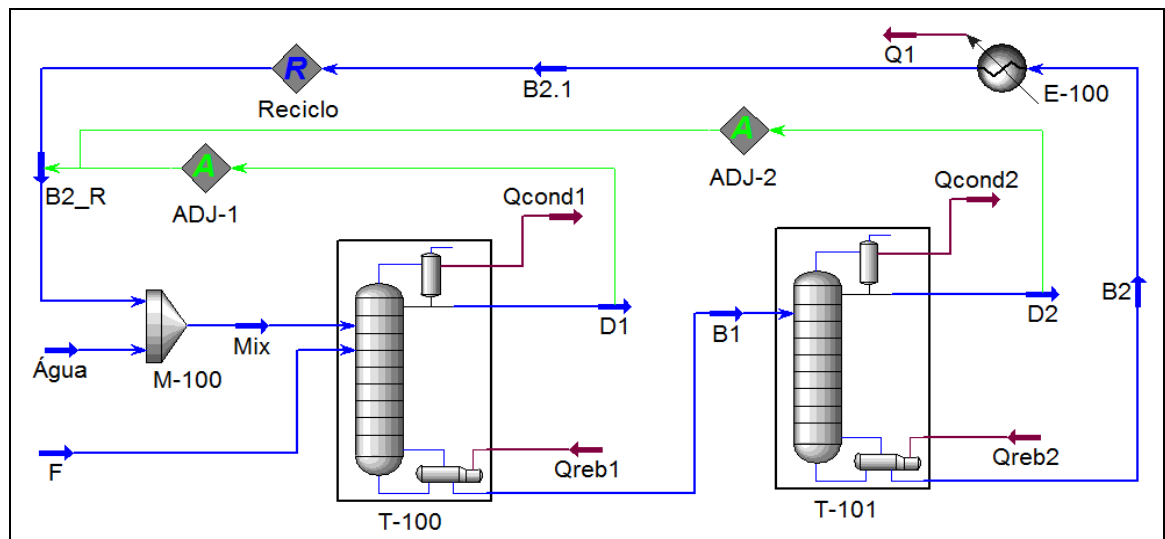 Q1
R
B2.1
E-100
Reciclo
A
A
B2_R
ADJ-1
ADJ-2
Qcond1
Qcond2
D1
D2
B2
Mix
B1
Água
M-100
F
Qreb1
Qreb2
T-100
T-101